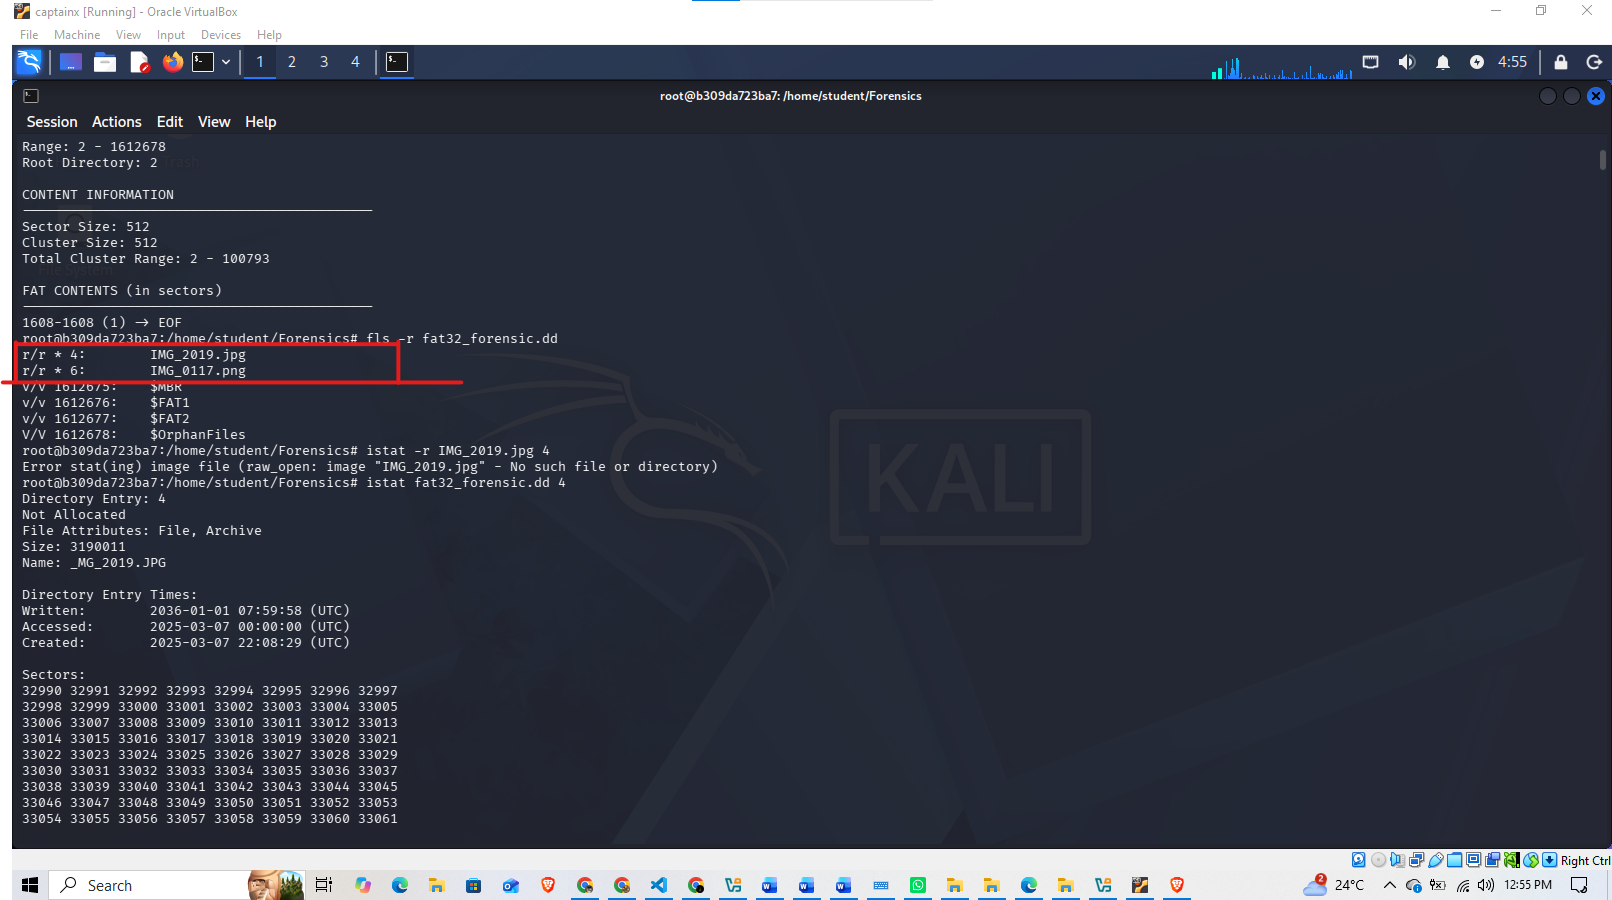 captainx [Running] - Oracle VirtualBox
File Machine View Input Devices Help
1 2 3 4 4:55
root@b309da723ba7: /home/student/Forensics
Session Actions Edit View Help
Range: 2 - 1612678
Root Directory: 2
Trash
CONTENT INFORMATION
Sector Size: 512
Cluster Size: 512
Total Cluster Range: 2 - 100793
File System
FAT CONTENTS (in sectors)
1608-1608 (1) → EOF
root@b309da723ba7:/home/student/Forensics# fls -r fat32_forensic.dd
r/r * 4: IMG_2019.jpg
r/r * 6: IMG_0117.png
v/v 1612675: $MBR
v/v 1612676: $FAT1
v/v 1612677: $FAT2
V/V 1612678: $OrphanFiles
root@b309da723ba7:/home/student/Forensics# istat -r IMG_2019.jpg 4
Error stat(ing) image file (raw_open: image "IMG_2019.jpg" - No such file or directory)
root@b309da723ba7:/home/student/Forensics# istat fat32_forensic.dd 4
Directory Entry: 4
Not Allocated
File Attributes: File, Archive
Size: 3190011
Name: _MG_2019.JPG
KALI
Directory Entry Times:
Written: 2036-01-01 07:59:58 (UTC)
Accessed: 2025-03-07 00:00:00 (UTC)
Created: 2025-03-07 22:08:29 (UTC)
Sectors:
32990 32991 32992 32993 32994 32995 32996 32997
32998 32999 33000 33001 33002 33003 33004 33005
33006 33007 33008 33009 33010 33011 33012 33013
33014 33015 33016 33017 33018 33019 33020 33021
33022 33023 33024 33025 33026 33027 33028 33029
33030 33031 33032 33033 33034 33035 33036 33037
33038 33039 33040 33041 33042 33043 33044 33045
33046 33047 33048 33049 33050 33051 33052 33053
33054 33055 33056 33057 33058 33059 33060 33061
Right Ctrl
Search 2 24°C 12:55 PM